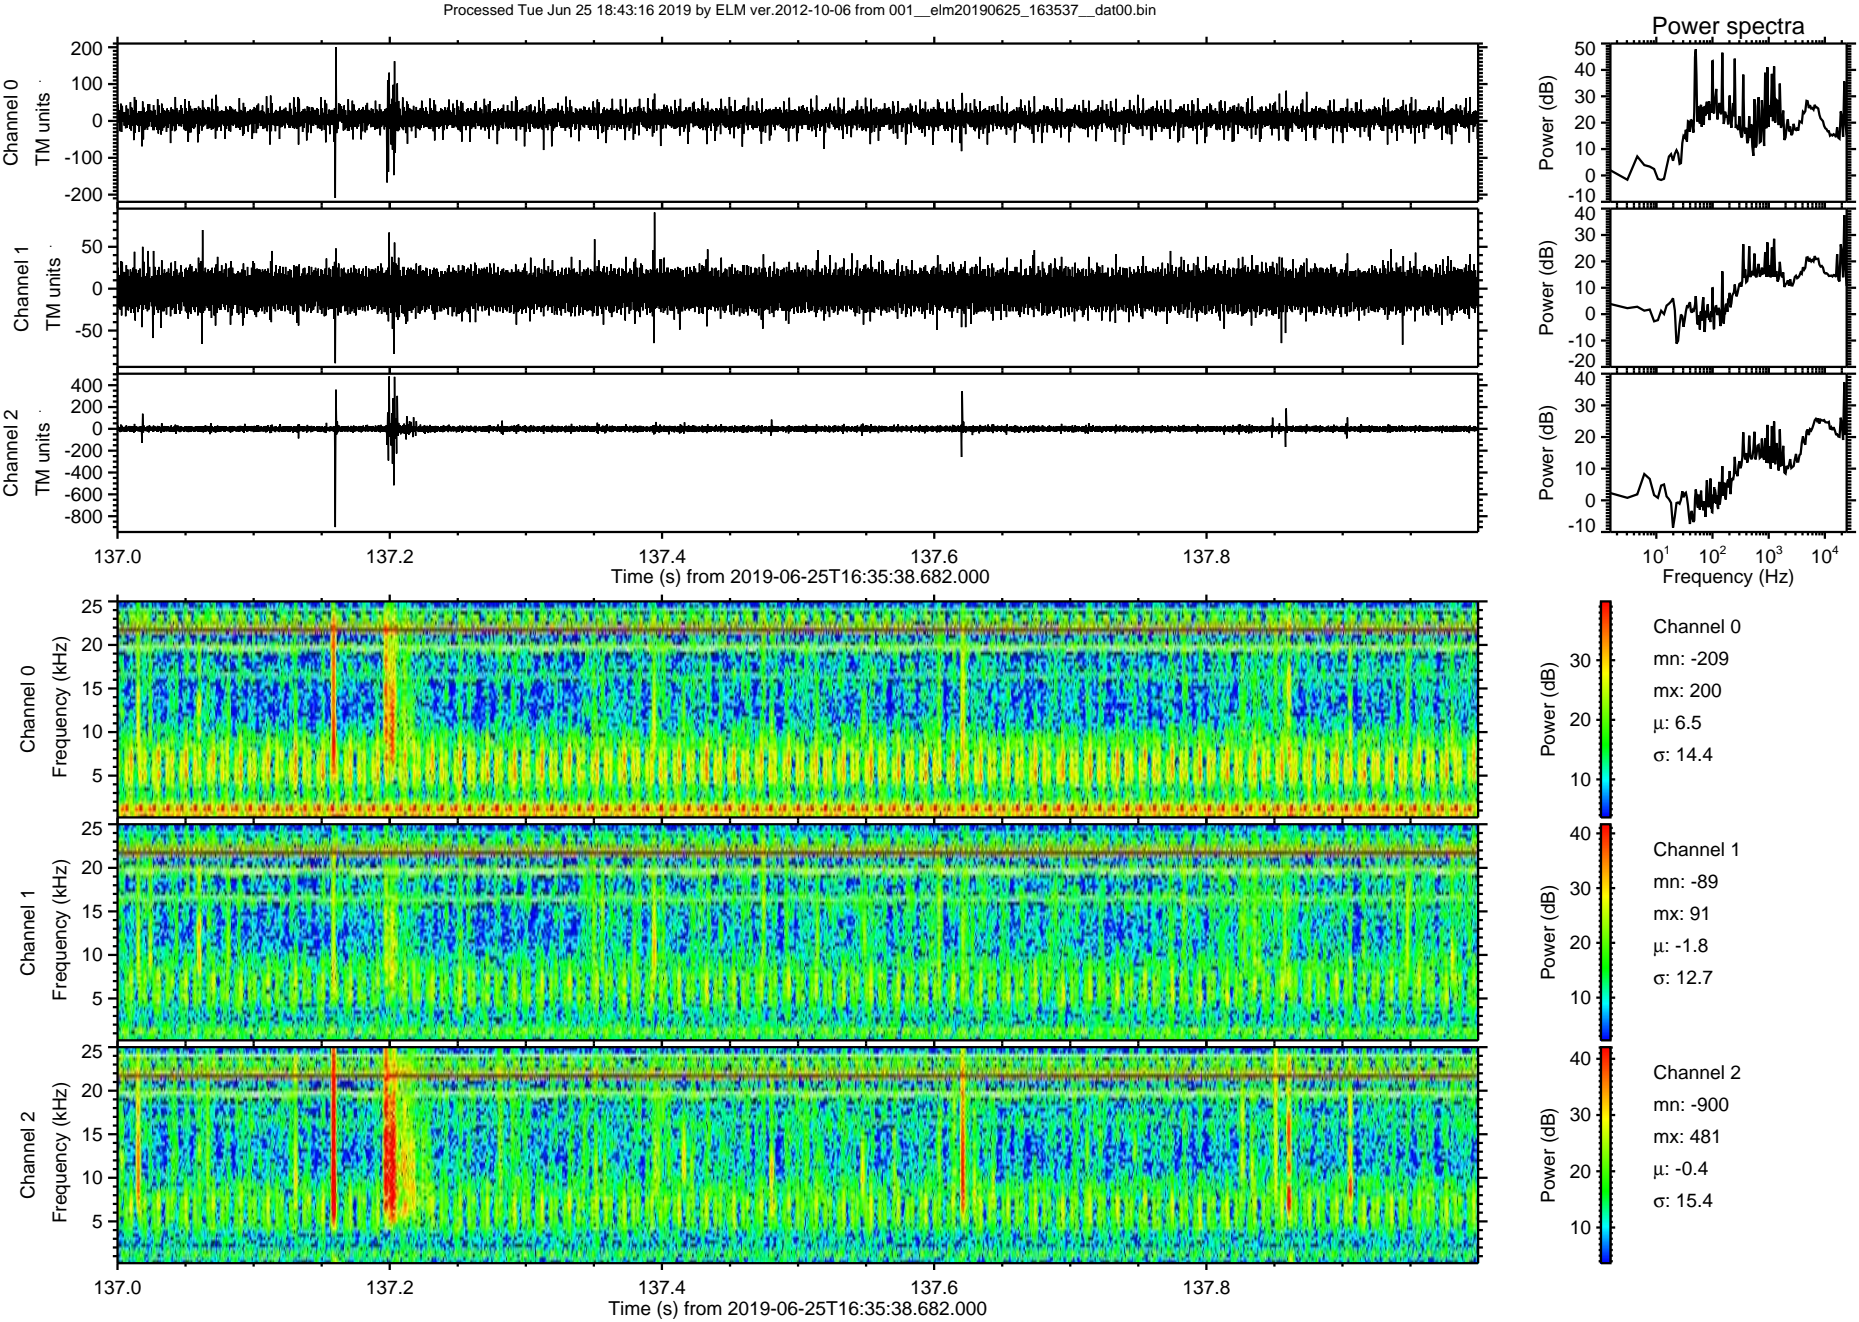 Processed Tue Jun 25 18:43:16 2019 by ELM ver.2012-10-06 from 001__elm20190625_163537__dat00.bin
Power spectra
Channel 0
TM units
200
100
0
-100
-200
Power (dB)
50
40
30
20
10
0
-10
Channel 1
TM units
50
0
-50
Power (dB)
40
30
20
10
0
-10
-20
Channel 2
TM units
400
200
0
-200
-400
-600
-800
Power (dB)
40
30
20
10
0
-10
137.0 137.2 137.4 137.6 137.8
Time (s) from 2019-06-25T16:35:38.682.000
10¹ 10² 10³ 10⁴
Frequency (Hz)
Channel 0
Frequency (kHz)
25
20
15
10
5
Power (dB)
30
20
10
Channel 0
mn: -209
mx: 200
μ: 6.5
σ: 14.4
Channel 1
Frequency (kHz)
25
20
15
10
5
Power (dB)
40
30
20
10
Channel 1
mn: -89
mx: 91
μ: -1.8
σ: 12.7
Channel 2
Frequency (kHz)
25
20
15
10
5
Power (dB)
40
30
20
10
Channel 2
mn: -900
mx: 481
μ: -0.4
σ: 15.4
137.0 137.2 137.4 137.6 137.8
Time (s) from 2019-06-25T16:35:38.682.000